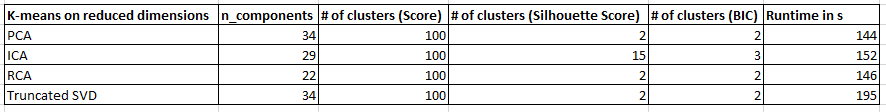 K-means on reduced dimensions n_components # of clusters (Score) # of clusters (Silhouette Score) # of clusters (BIC) Runtime in s
PCA 34 100 2 2 144
ICA 29 100 15 3 152
RCA 22 100 2 2 146
Truncated SVD 34 100 2 2 195